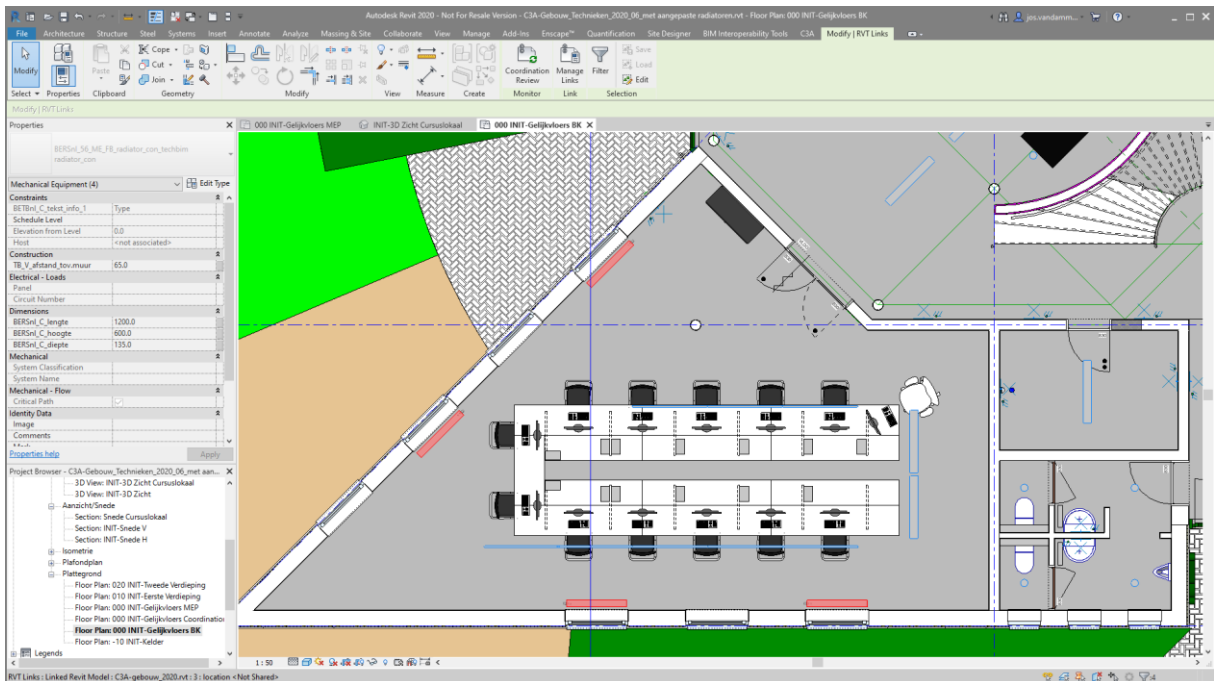 Autodesk Revit 2020 - Not For Resale Version - C3A-Gebouw_Technieken_2020_06_met aangepaste radiatoren.rvt - Floor Plan: 000 INIT-Gelijkvloers BK
jos.vandamm...
File Architecture Structure Steel Systems Insert Annotate Analyze Massing & Site Collaborate View Manage Add-Ins Enscape™ Quantification Site Designer BIM Interoperability Tools C3A Modify | RVT Links
Modify
Properties
Paste
Cope
Cut
Join
Coordination Review
Manage Links
Filter
Save
Load
Edit
Select Properties Clipboard Geometry Modify View Measure Create Monitor Link Selection
Modify | RVT Links
Properties
000 INIT-Gelijkvloers MEP INIT-3D Zicht Cursuslokaal 000 INIT-Gelijkvloers BK
BERSnl_56_ME_FB_radiator_con_techbim
radiator_con
Mechanical Equipment (4) Edit Type
Constraints
BETBnl_C_tekst_info_1 Type
Schedule Level
Elevation from Level 0.0
Host <not associated>
Construction
TB_V_afstand_tov.muur 65.0
Electrical - Loads
Panel
Circuit Number
Dimensions
BERSnl_C_lengte 1200.0
BERSnl_C_hoogte 600.0
BERSnl_C_diepte 135.0
Mechanical
System Classification
System Name
Mechanical - Flow
Critical Path
Identity Data
Image
Comments
Properties help Apply
Project Browser - C3A-Gebouw_Technieken_2020_06_met aan...
3D View: INIT-3D Zicht Cursuslokaal
3D View: INIT-3D Zicht
Aanzicht/Snede
Section: Snede Cursuslokaal
Section: INIT-Snede V
Section: INIT-Snede H
Isometrie
Plafondplan
Plattegrond
Floor Plan: 020 INIT-Tweede Verdieping
Floor Plan: 010 INIT-Eerste Verdieping
Floor Plan: 000 INIT-Gelijkvloers MEP
Floor Plan: 000 INIT-Gelijkvloers Coordination
Floor Plan: 000 INIT-Gelijkvloers BK
Floor Plan: -10 INIT-Kelder
Legends
1 : 50
RVT Links : Linked Revit Model : C3A-gebouw_2020.rvt : 3 : location <Not Shared>
:4